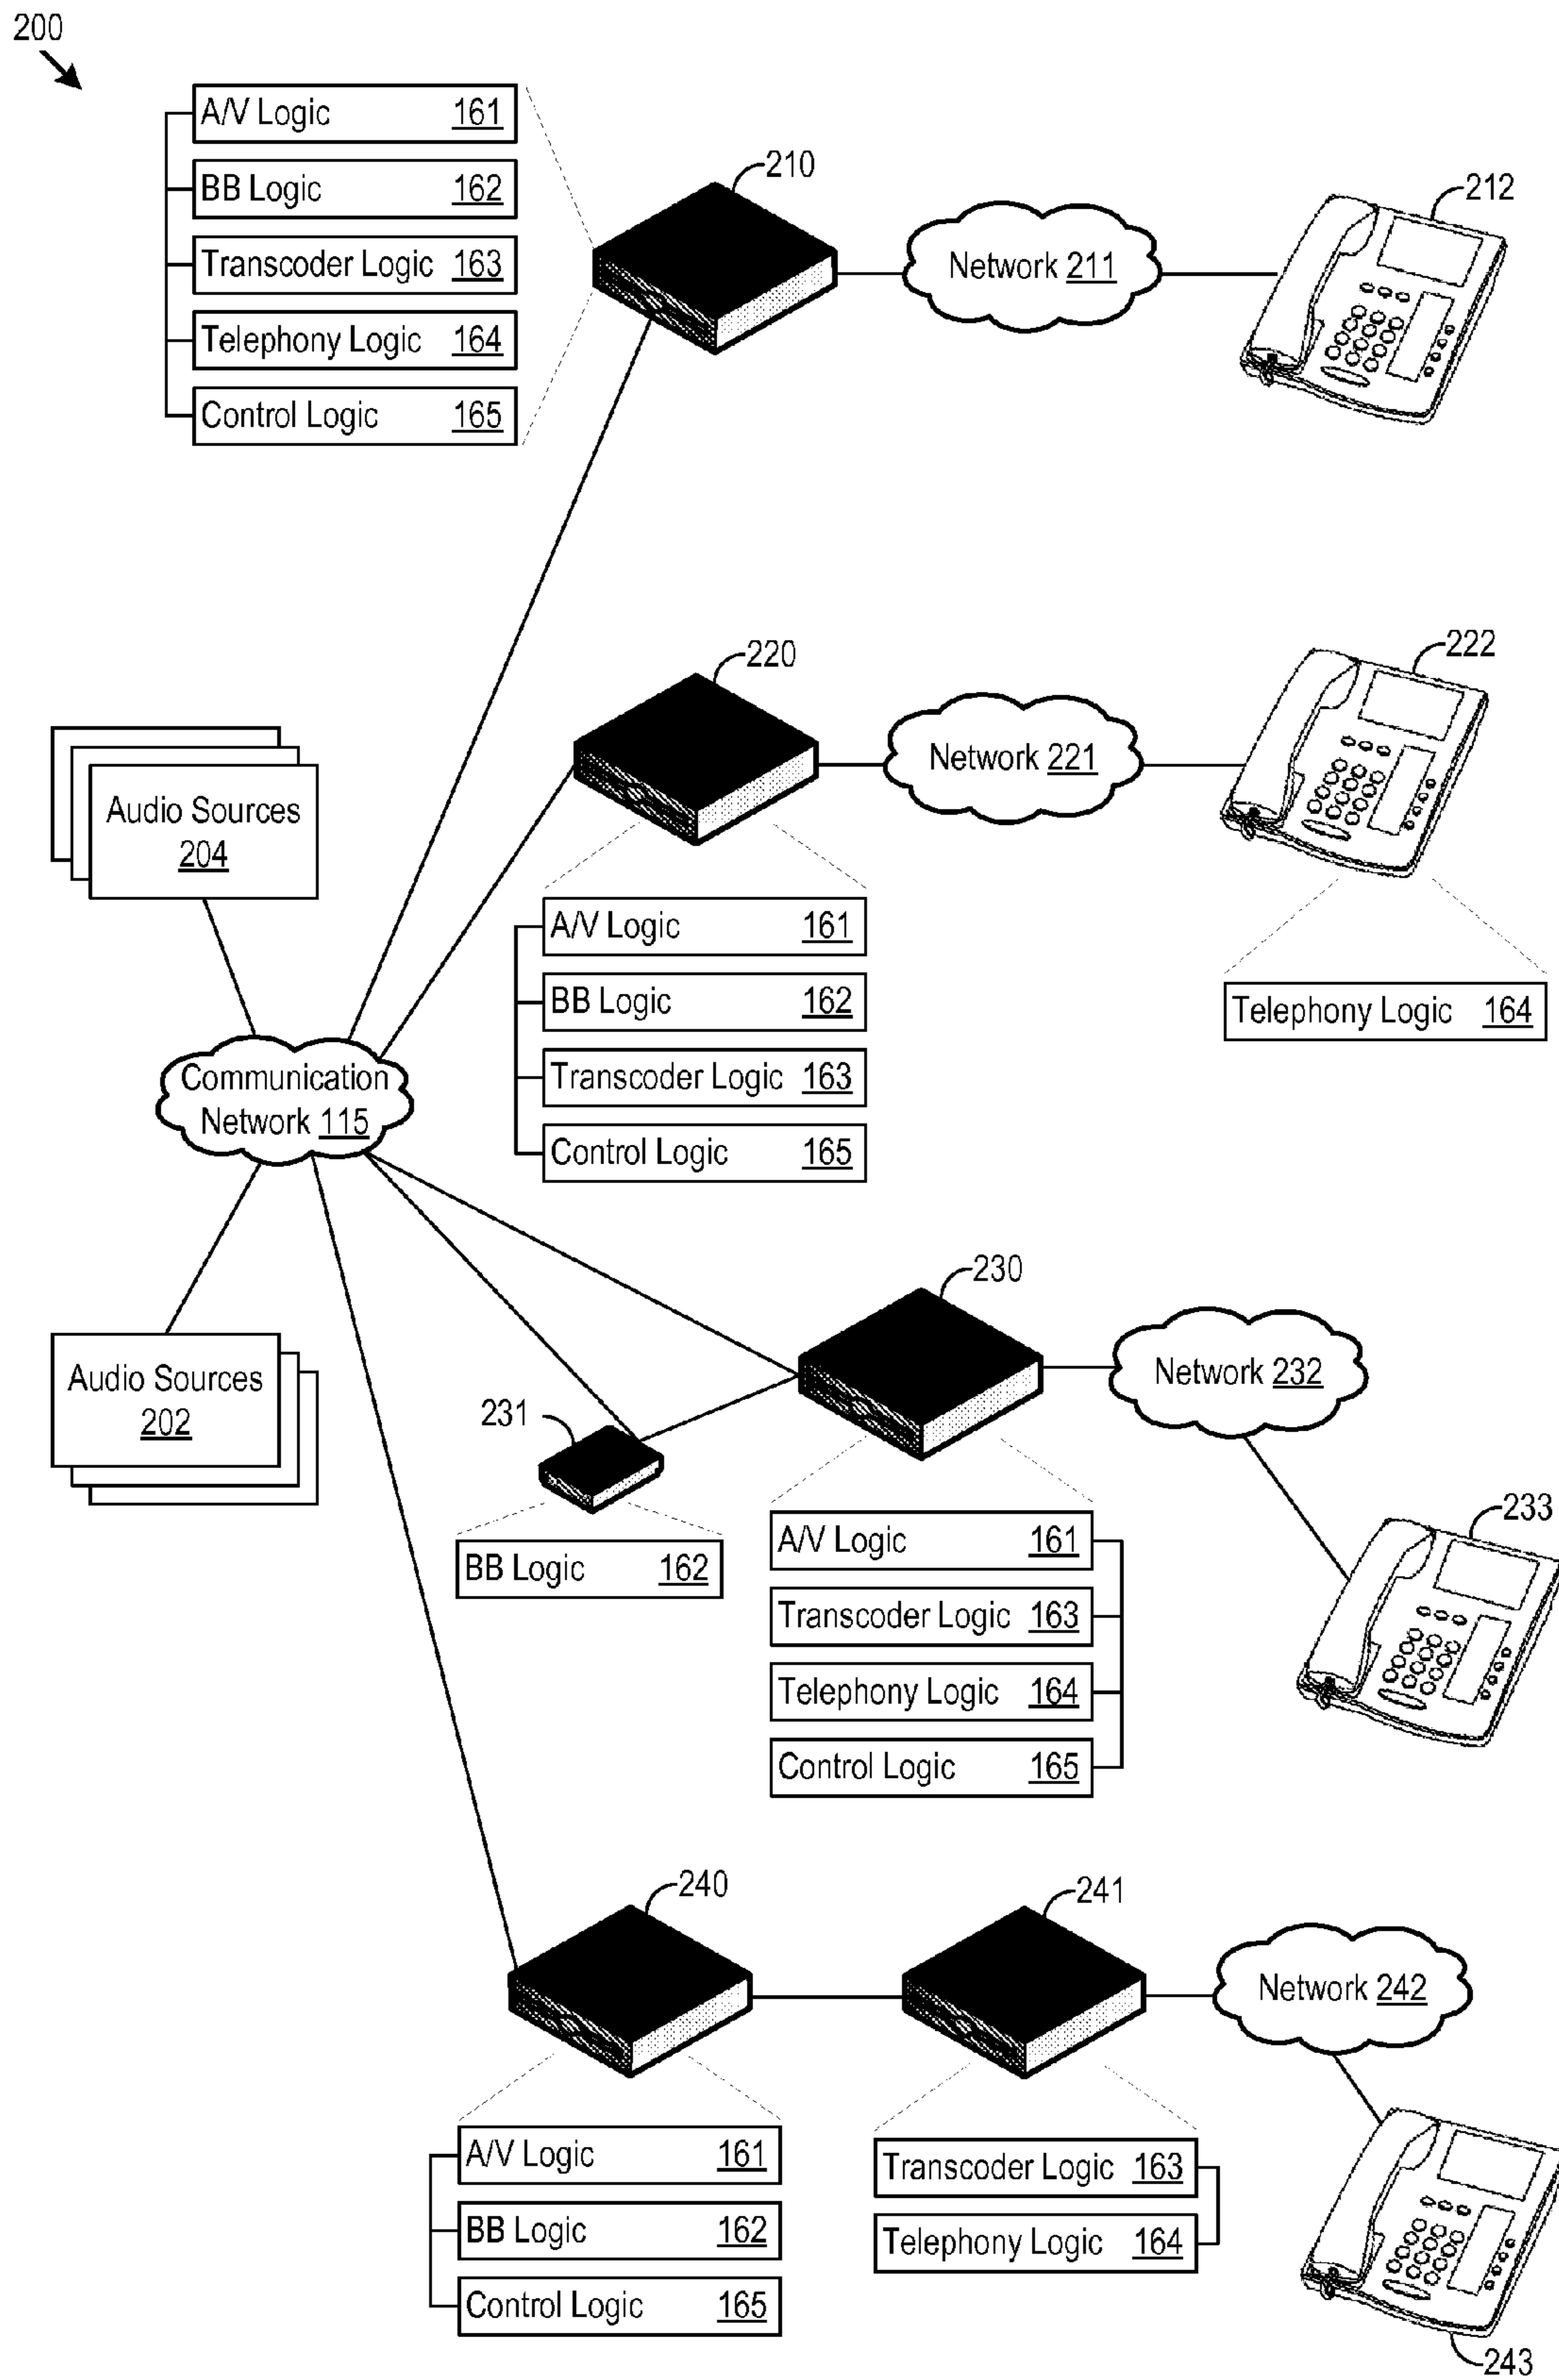 200
A/V Logic 161
BB Logic 162
Transcoder Logic 163
Telephony Logic 164
Control Logic 165
210
Network 211
212
220
Network 221
222
Audio Sources
204
A/V Logic 161
BB Logic 162
Transcoder Logic 163
Control Logic 165
Telephony Logic 164
Communication
Network 115
Audio Sources
202
230
Network 232
231
233
BB Logic 162
A/V Logic 161
Transcoder Logic 163
Telephony Logic 164
Control Logic 165
240
241
Network 242
A/V Logic 161
BB Logic 162
Control Logic 165
Transcoder Logic 163
Telephony Logic 164
243